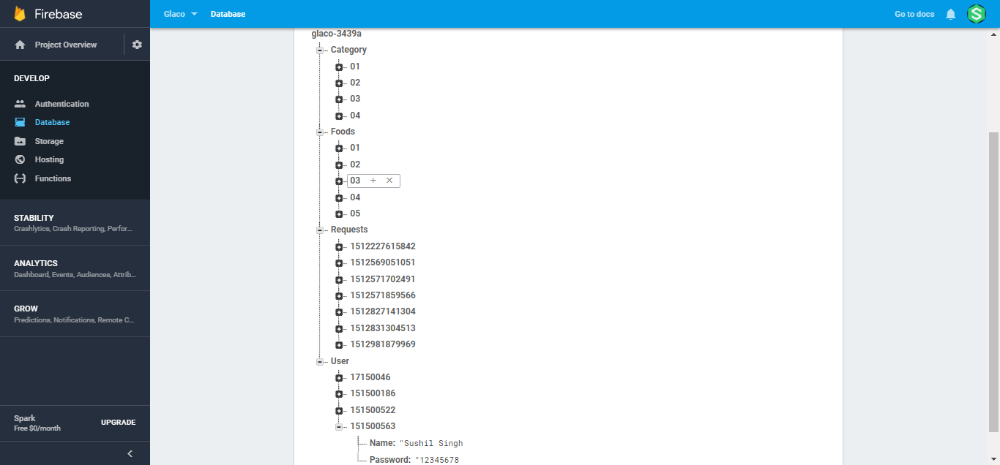 Firebase
Glaco
Database
Go to docs
Project Overview
DEVELOP
Authentication
Database
Storage
Hosting
Functions
STABILITY
Crashlytics, Crash Reporting, Perfor...
ANALYTICS
Dashboard, Events, Audiences, Attrib...
GROW
Predictions, Notifications, Remote C...
Spark
Free $0/month
UPGRADE
glaco-3439a
Category
01
02
03
04
Foods
01
02
03
04
05
Requests
1512227615842
1512569051051
1512571702491
1512571859566
1512827141304
1512831304513
1512981879969
User
17150046
151500186
151500522
151500563
Name: "Sushil Singh
Password: "12345678